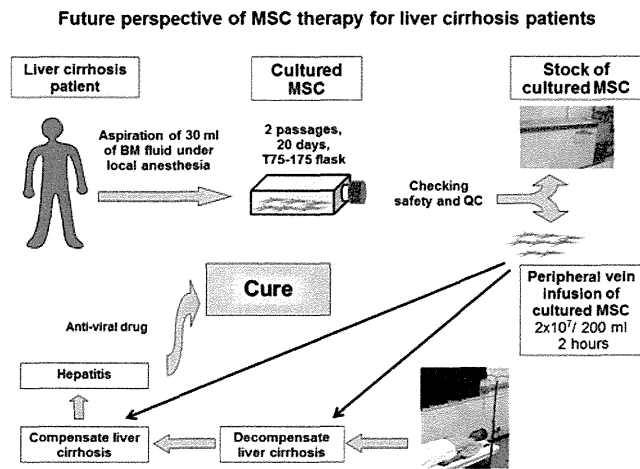 Future perspective of MSC therapy for liver cirrhosis patients
Liver cirrhosis
patient
Cultured
MSC
Stock of
cultured MSC
Aspiration of 30 ml
of BM fluid under
local anesthesia
2 passages,
20 days,
T75-175 flask
Checking
safety and QC
Peripheral vein
infusion of
cultured MSC
2x10⁷/ 200 ml
2 hours
Cure
Anti-viral drug
Hepatitis
Compensate liver
cirrhosis
Decompensate
liver cirrhosis